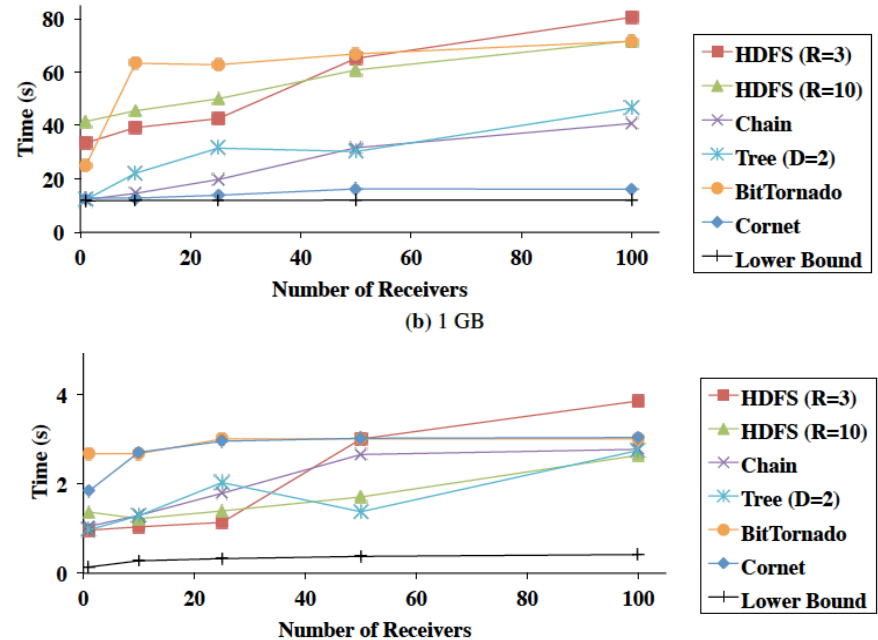 80
60
40
20
0
Time (s)
0 20 40 60 80 100
Number of Receivers
HDFS (R=3)
HDFS (R=10)
Chain
Tree (D=2)
BitTornado
Cornet
Lower Bound
(b) 1 GB
4
2
0
Time (s)
0 20 40 60 80 100
Number of Receivers
HDFS (R=3)
HDFS (R=10)
Chain
Tree (D=2)
BitTornado
Cornet
Lower Bound